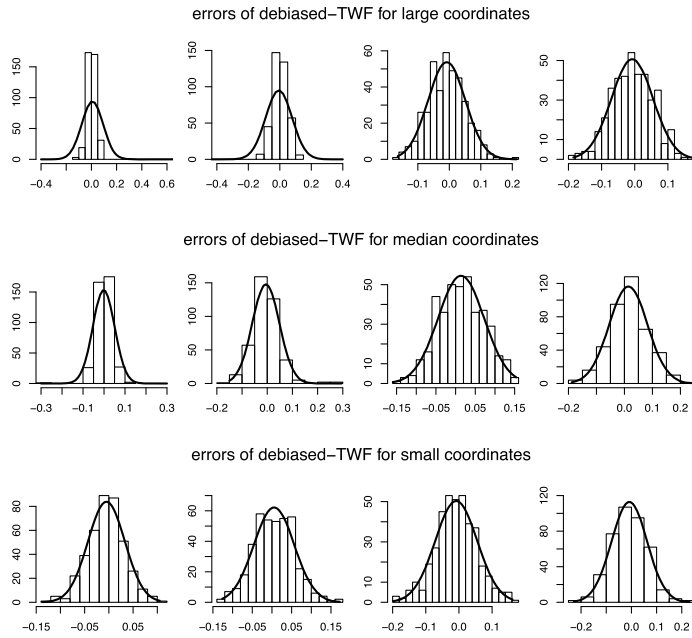 errors of debiased−TWF for large coordinates
0 50 100 150
−0.4 0.0 0.2 0.4 0.6
0 50 100 150
−0.4 −0.2 0.0 0.2 0.4
0 20 40 60
−0.1 0.0 0.1 0.2
0 10 30 50
−0.2 −0.1 0.0 0.1
errors of debiased−TWF for median coordinates
0 50 100 150
−0.3 −0.1 0.1 0.3
0 50 100 150
−0.2 0.0 0.1 0.2 0.3
0 10 30 50
−0.15 −0.05 0.05 0.15
0 40 80 120
−0.2 0.0 0.1 0.2
errors of debiased−TWF for small coordinates
0 20 40 60 80
−0.15 −0.05 0.05
0 20 40 60
−0.15 −0.05 0.05 0.15
0 10 30 50
−0.2 −0.1 0.0 0.1
0 40 80 120
−0.2 0.0 0.1 0.2